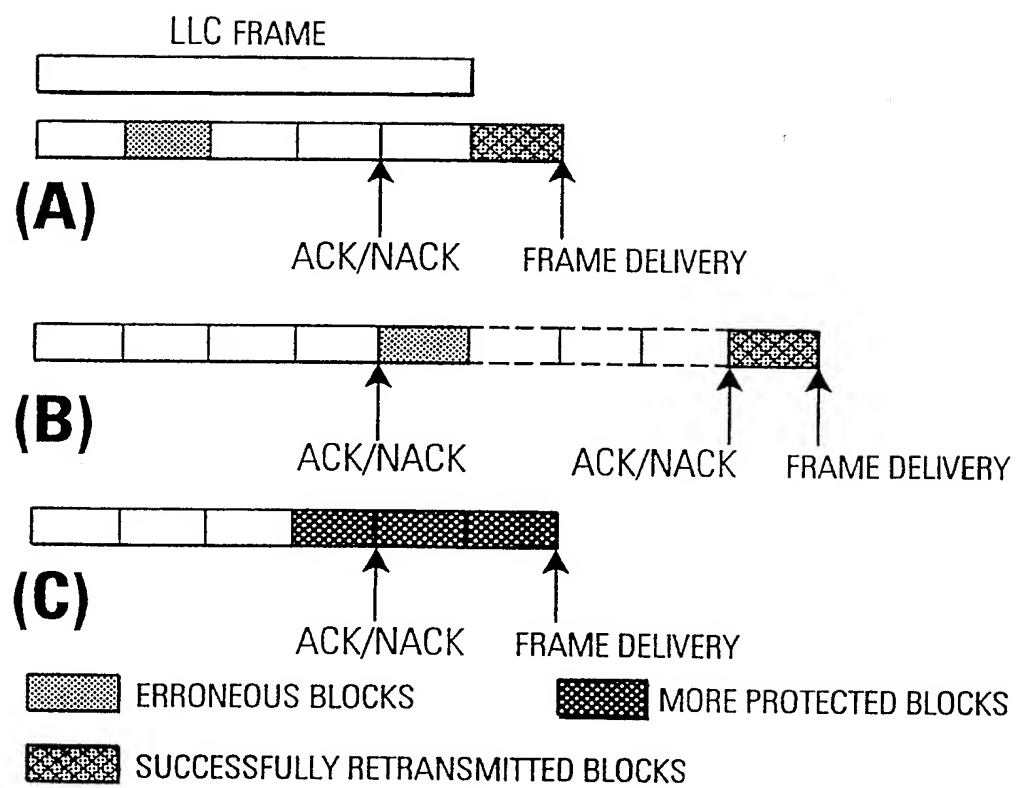 LLC FRAME
(A)
ACK/NACK
FRAME DELIVERY
(B)
ACK/NACK
ACK/NACK
FRAME DELIVERY
(C)
ACK/NACK
FRAME DELIVERY
ERRONEOUS BLOCKS
MORE PROTECTED BLOCKS
SUCCESSFULLY RETRANSMITTED BLOCKS